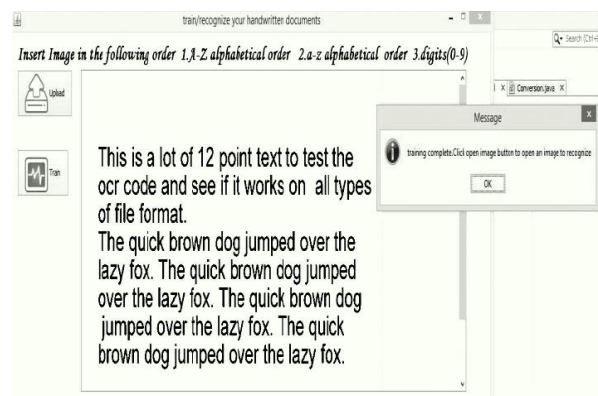 train/recognize your handwritten documents
Search (Ctrl+
Insert Image in the following order 1.A-Z alphabetical order 2.a-z alphabetical order 3.digits(0-9)
Upload
Conversion.java
Message
training complete.Click open image button to open an image to recognize
OK
Train
This is a lot of 12 point text to test the
ocr code and see if it works on all types
of file format.
The quick brown dog jumped over the
lazy fox. The quick brown dog jumped
over the lazy fox. The quick brown dog
jumped over the lazy fox. The quick
brown dog jumped over the lazy fox.